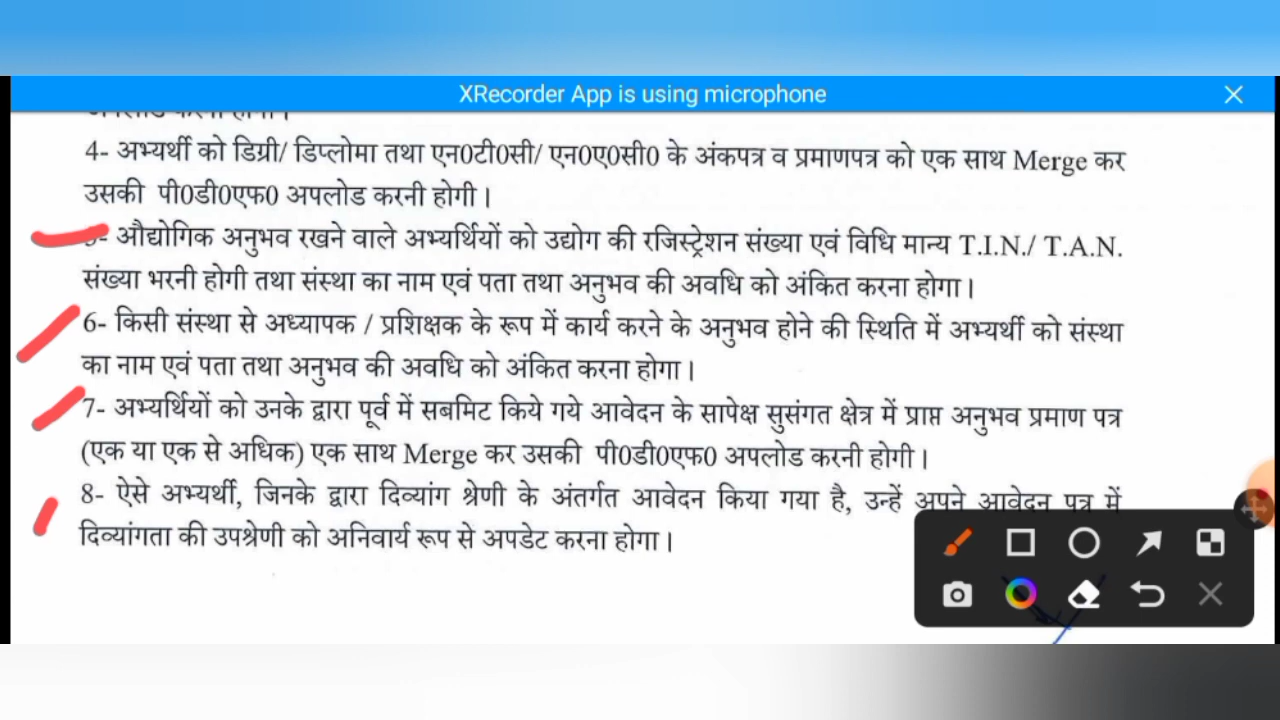 XRecorder App is using microphone
4- अभ्यर्थी को डिग्री/ डिप्लोमा तथा एन0टी0सी/ एन0ए0सी0 के अंकपत्र व प्रमाणपत्र को एक साथ Merge कर
उसकी पी0डी0एफ0 अपलोड करनी होगी।
औद्योगिक अनुभव रखने वाले अभ्यर्थियों को उद्योग की रजिस्ट्रेशन संख्या एवं विधि मान्य T.I.N./ T.A.N.
संख्या भरनी होगी तथा संस्था का नाम एवं पता तथा अनुभव की अवधि को अंकित करना होगा।
6- किसी संस्था से अध्यापक / प्रशिक्षक के रूप में कार्य करने के अनुभव होने की स्थिति में अभ्यर्थी को संस्था
का नाम एवं पता तथा अनुभव की अवधि को अंकित करना होगा।
7- अभ्यर्थियों को उनके द्वारा पूर्व में सबमिट किये गये आवेदन के सापेक्ष सुसंगत क्षेत्र में प्राप्त अनुभव प्रमाण पत्र
(एक या एक से अधिक) एक साथ Merge कर उसकी पी0डी0एफ0 अपलोड करनी होगी।
8- ऐसे अभ्यर्थी, जिनके द्वारा दिव्यांग श्रेणी के अंतर्गत आवेदन किया गया है, उन्हें अपने आवेदन पत्र में
दिव्यांगता की उपश्रेणी को अनिवार्य रूप से अपडेट करना होगा।